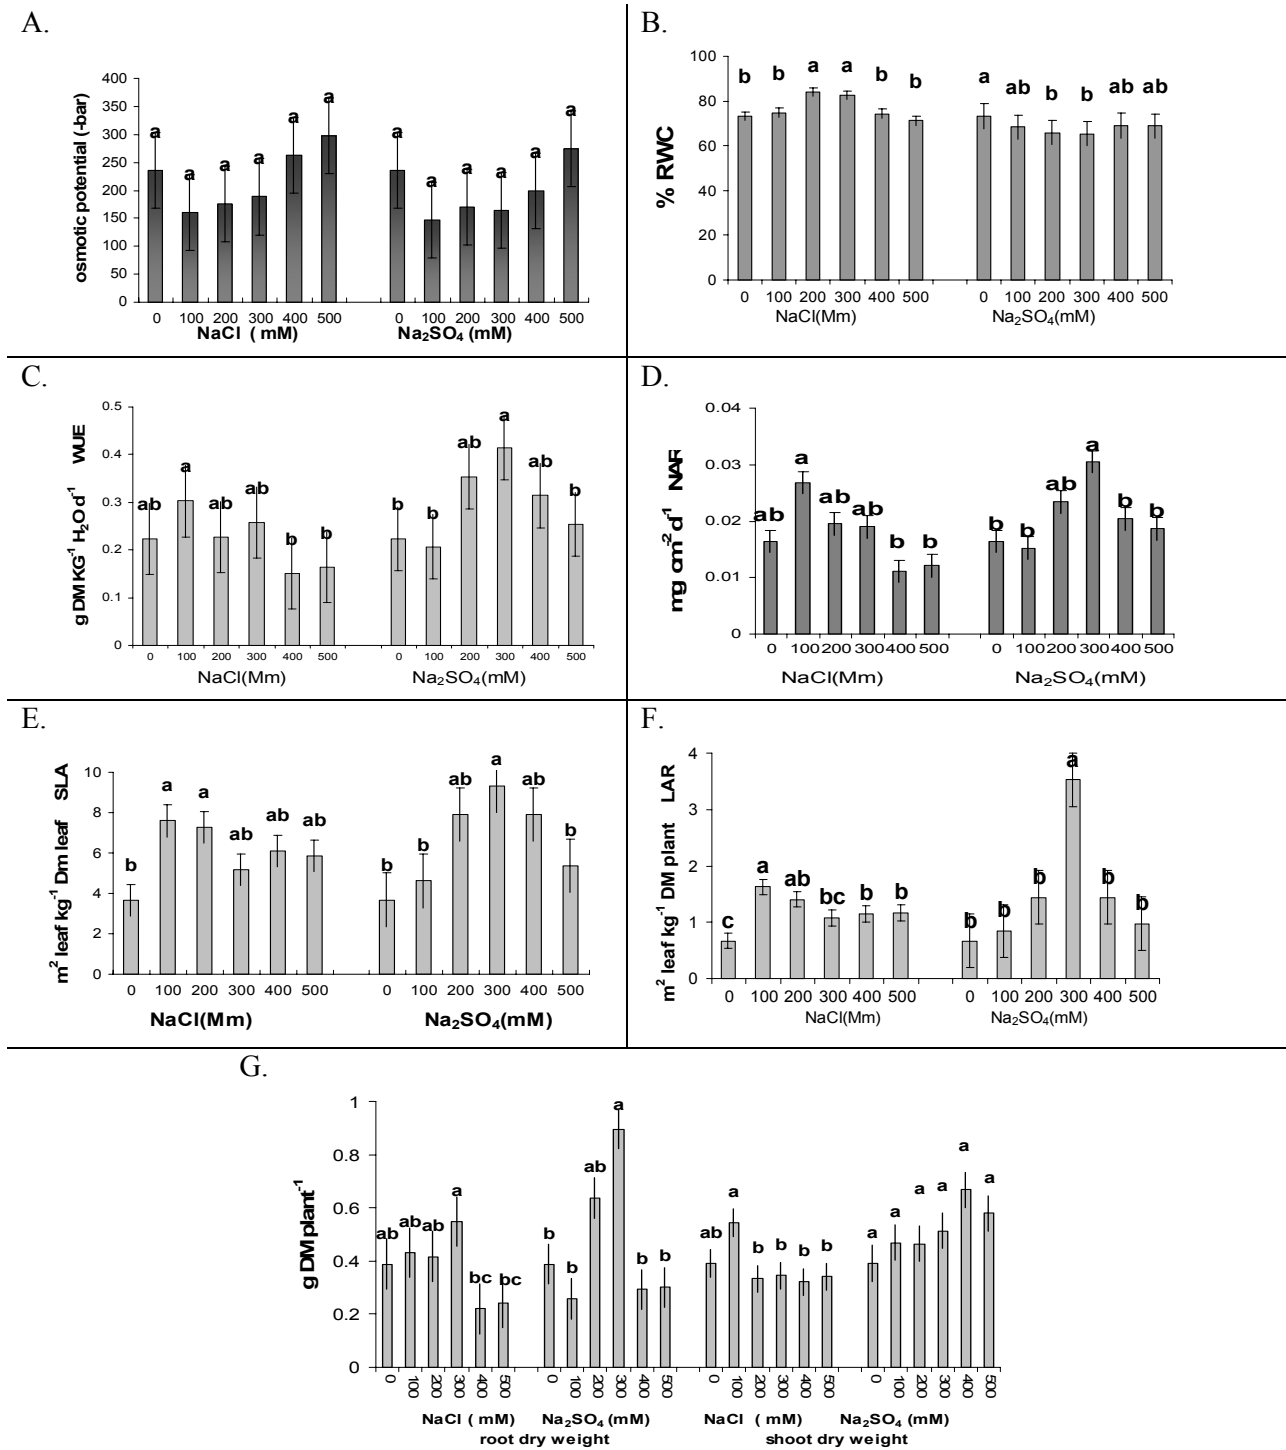 A.
400
350
300
250
200
150
100
50
0
osmotic potential (-bar)
a a a a a a a a a a a a
0 100 200 300 400 500 0 100 200 300 400 500
NaCl ( mM) Na₂SO₄ (mM)
B.
100
80
60
40
20
0
% RWC
b b a a b b a ab b b ab ab
0 100 200 300 400 500 0 100 200 300 400 500
NaCl(Mm) Na₂SO₄(mM)
C.
0.5
0.4
0.3
0.2
0.1
0
g DM KG⁻¹ H₂O d⁻¹ WUE
ab a ab ab b b b b ab a ab b
0 100 200 300 400 500 0 100 200 300 400 500
NaCl(Mm) Na₂SO₄(mM)
D.
0.04
0.03
0.02
0.01
0
mg cm⁻² d⁻¹ NAR
ab a ab ab b b b b ab a b b
0 100 200 300 400 500 0 100 200 300 400 500
NaCl(Mm) Na₂SO₄(mM)
E.
10
8
6
4
2
0
m² leaf kg⁻¹ Dm leaf SLA
b a a ab ab ab b b ab a ab b
0 100 200 300 400 500 0 100 200 300 400 500
NaCl(Mm) Na₂SO₄(mM)
F.
4
3
2
1
0
m² leaf kg⁻¹ DM plant LAR
c a ab bc b b b b b a b b
0 100 200 300 400 500 0 100 200 300 400 500
NaCl(Mm) Na₂SO₄(mM)
G.
1
0.8
0.6
0.4
0.2
0
g DM plant⁻¹
ab ab ab a bc bc b b ab a b b ab a b b b b a a a a a a
0 100 200 300 400 500 0 100 200 300 400 500 0 100 200 300 400 500 0 100 200 300 400 500
NaCl ( mM) Na₂SO₄ (mM) NaCl ( mM) Na₂SO₄ (mM)
root dry weight shoot dry weight